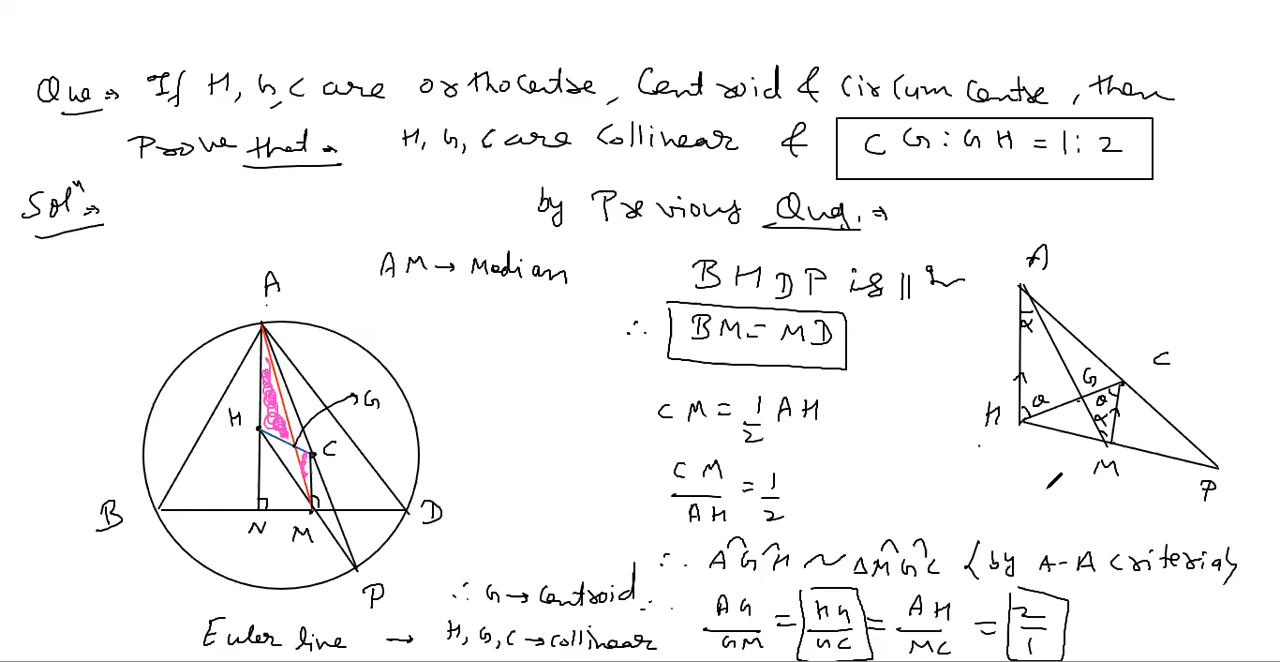 Que → If H, G, C are orthocentre, Centroid & Circumcentre, then
Prove that → H, G, C are Collinear & CG : GH = 1 : 2
Solⁿ → by Previous Que. →
AM → Median
BHDP is ||gm
∴ BM = MD
CM = 1/2 AH
CM/AH = 1/2
∴ AGH ~ ΔMGC {by A-A criteria}
∴ AG/GM = HG/GC = AH/MC = 2/1
∴ G → Centroid
Euler line → H, G, C → collinear
A
H
G
C
B
N
M
D
P
A
α
C
G
H
θ
θ
α
M
P